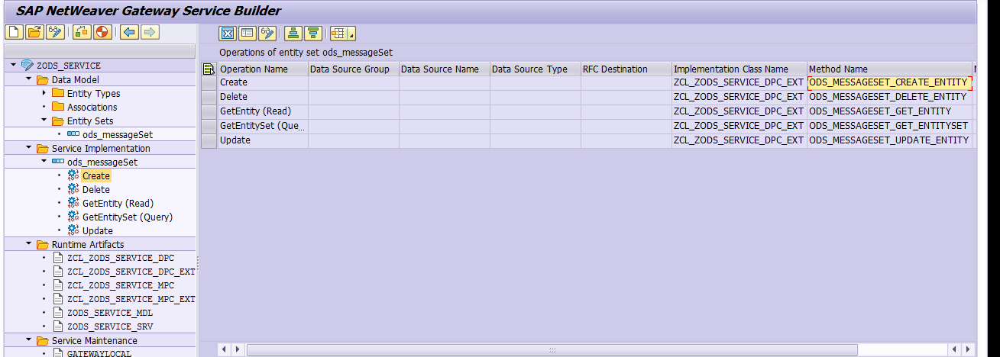 SAP NetWeaver Gateway Service Builder
Operations of entity set ods_messageSet
ZODS_SERVICE
Data Model
Entity Types
Associations
Entity Sets
ods_messageSet
Service Implementation
ods_messageSet
Create
Delete
GetEntity (Read)
GetEntitySet (Query)
Update
Runtime Artifacts
ZCL_ZODS_SERVICE_DPC
ZCL_ZODS_SERVICE_DPC_EXT
ZCL_ZODS_SERVICE_MPC
ZCL_ZODS_SERVICE_MPC_EXT
ZODS_SERVICE_MDL
ZODS_SERVICE_SRV
Service Maintenance
GATEWAYLOCAL
Operation Name Data Source Group Data Source Name Data Source Type RFC Destination Implementation Class Name Method Name
Create ZCL_ZODS_SERVICE_DPC_EXT ODS_MESSAGESET_CREATE_ENTITY
Delete ZCL_ZODS_SERVICE_DPC_EXT ODS_MESSAGESET_DELETE_ENTITY
GetEntity (Read) ZCL_ZODS_SERVICE_DPC_EXT ODS_MESSAGESET_GET_ENTITY
GetEntitySet (Que... ZCL_ZODS_SERVICE_DPC_EXT ODS_MESSAGESET_GET_ENTITYSET
Update ZCL_ZODS_SERVICE_DPC_EXT ODS_MESSAGESET_UPDATE_ENTITY